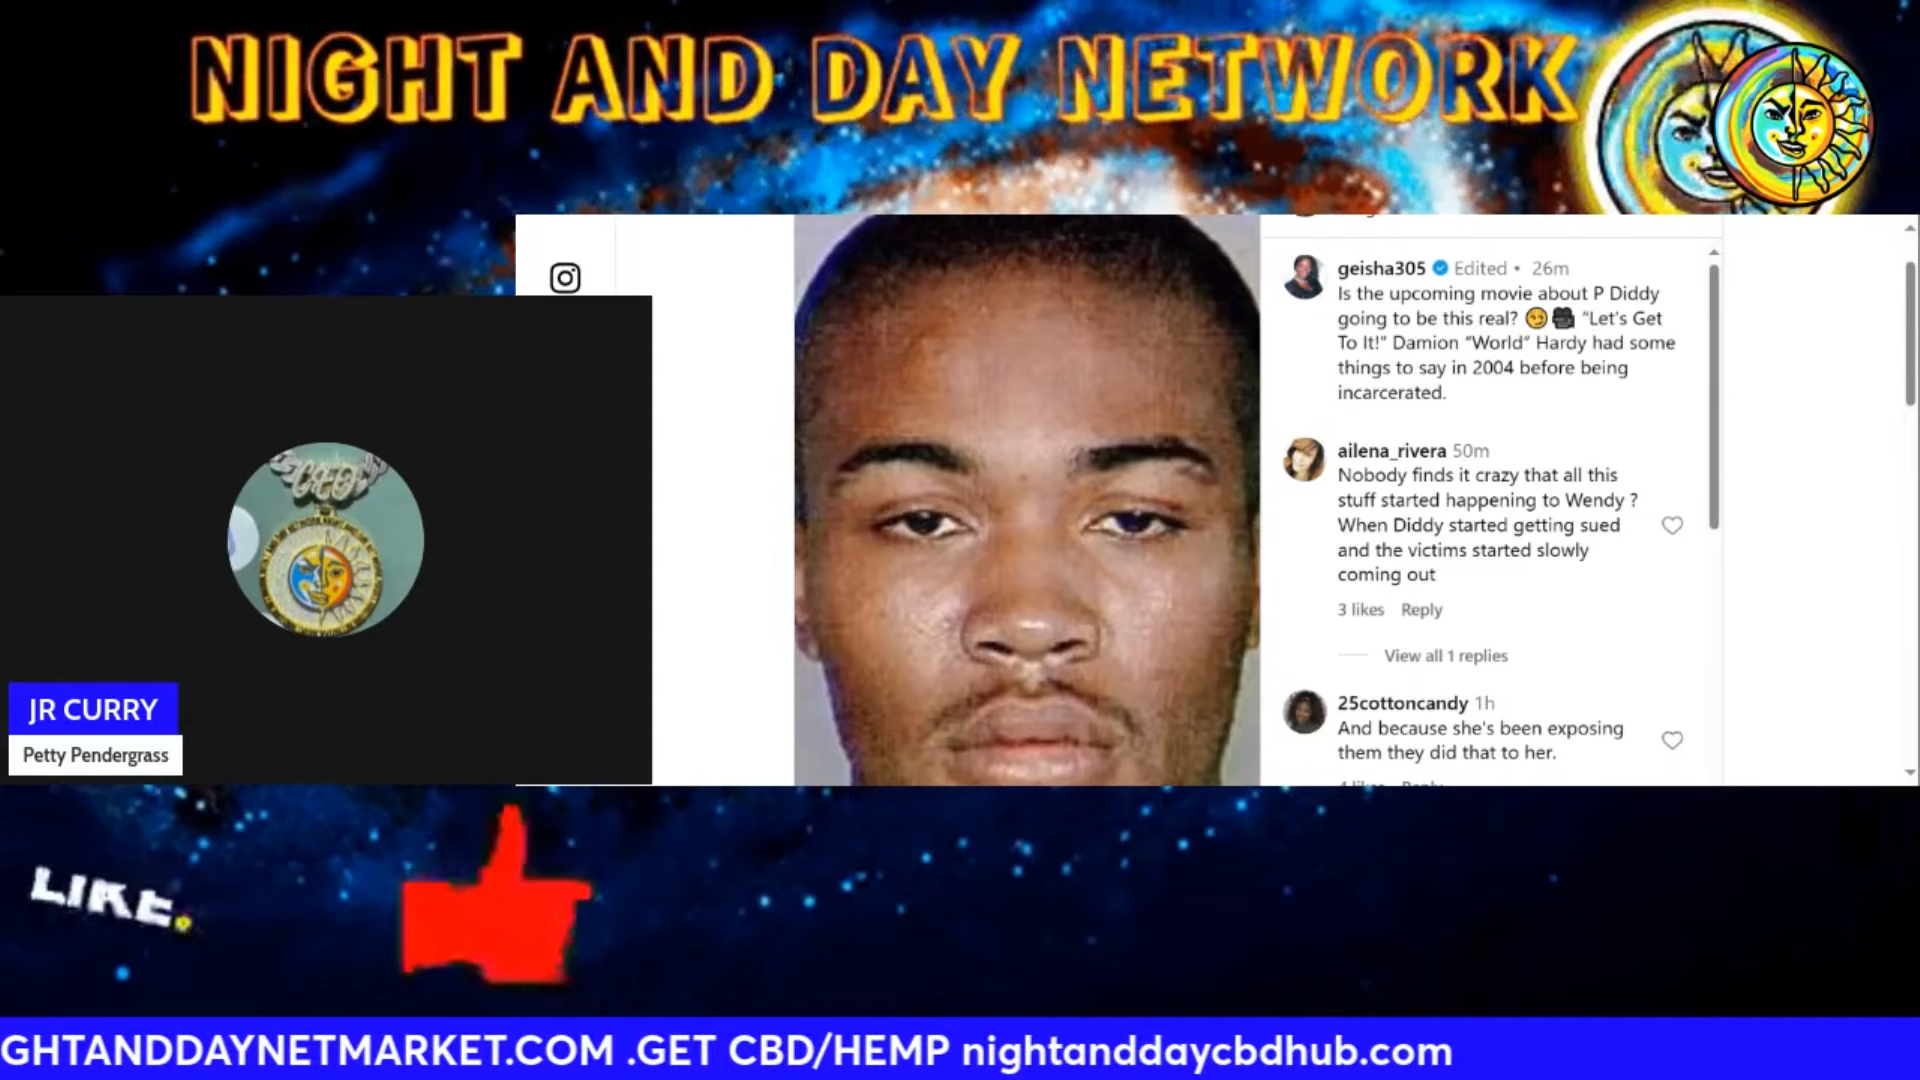 NIGHT AND DAY NETWORK
geisha305 Edited • 26m
Is the upcoming movie about P Diddy
going to be this real? 😏🎥 “Let's Get
To It!” Damion “World” Hardy had some
things to say in 2004 before being
incarcerated.
ailena_rivera 50m
Nobody finds it crazy that all this
stuff started happening to Wendy ?
When Diddy started getting sued
and the victims started slowly
coming out
3 likes Reply
View all 1 replies
25cottoncandy 1h
And because she's been exposing
them they did that to her.
CEO
JR CURRY
Petty Pendergrass
LIKE.
GHTANDDAYNETMARKET.COM .GET CBD/HEMP nightanddaycbdhub.com